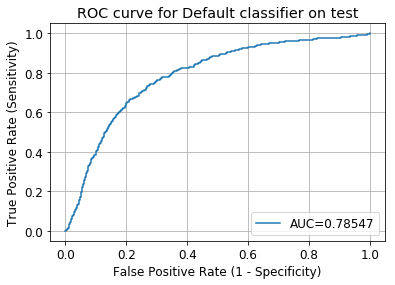 ROC curve for Default classifier on test
True Positive Rate (Sensitivity)
1.0
0.8
0.6
0.4
0.2
0.0
0.0 0.2 0.4 0.6 0.8 1.0
False Positive Rate (1 - Specificity)
AUC=0.78547